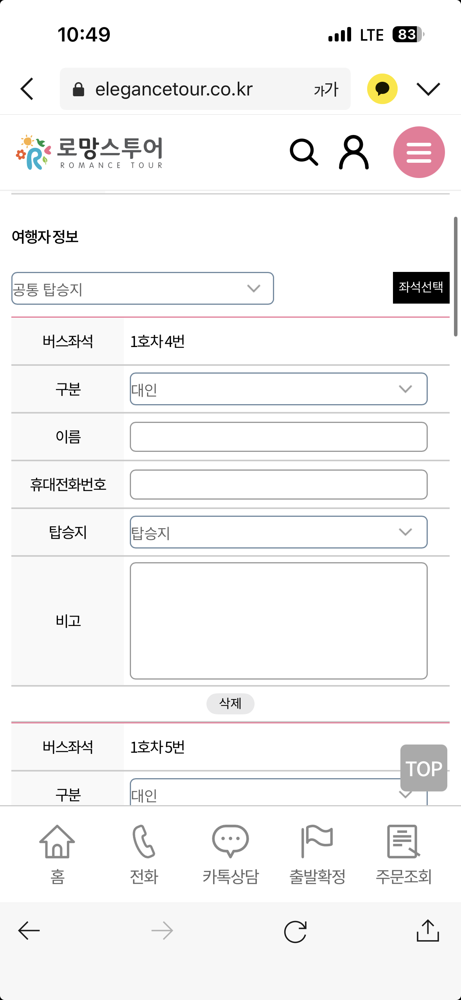 10:49
LTE 83
elegancetour.co.kr 가가
로망스투어
ROMANCE TOUR
여행자 정보
공통 탑승지
좌석선택
버스좌석 1호차 4번
구분 대인
이름
휴대전화번호
탑승지 탑승지
비고
삭제
버스좌석 1호차 5번
TOP
구분 대인
홈 전화 카톡상담 출발확정 주문조회